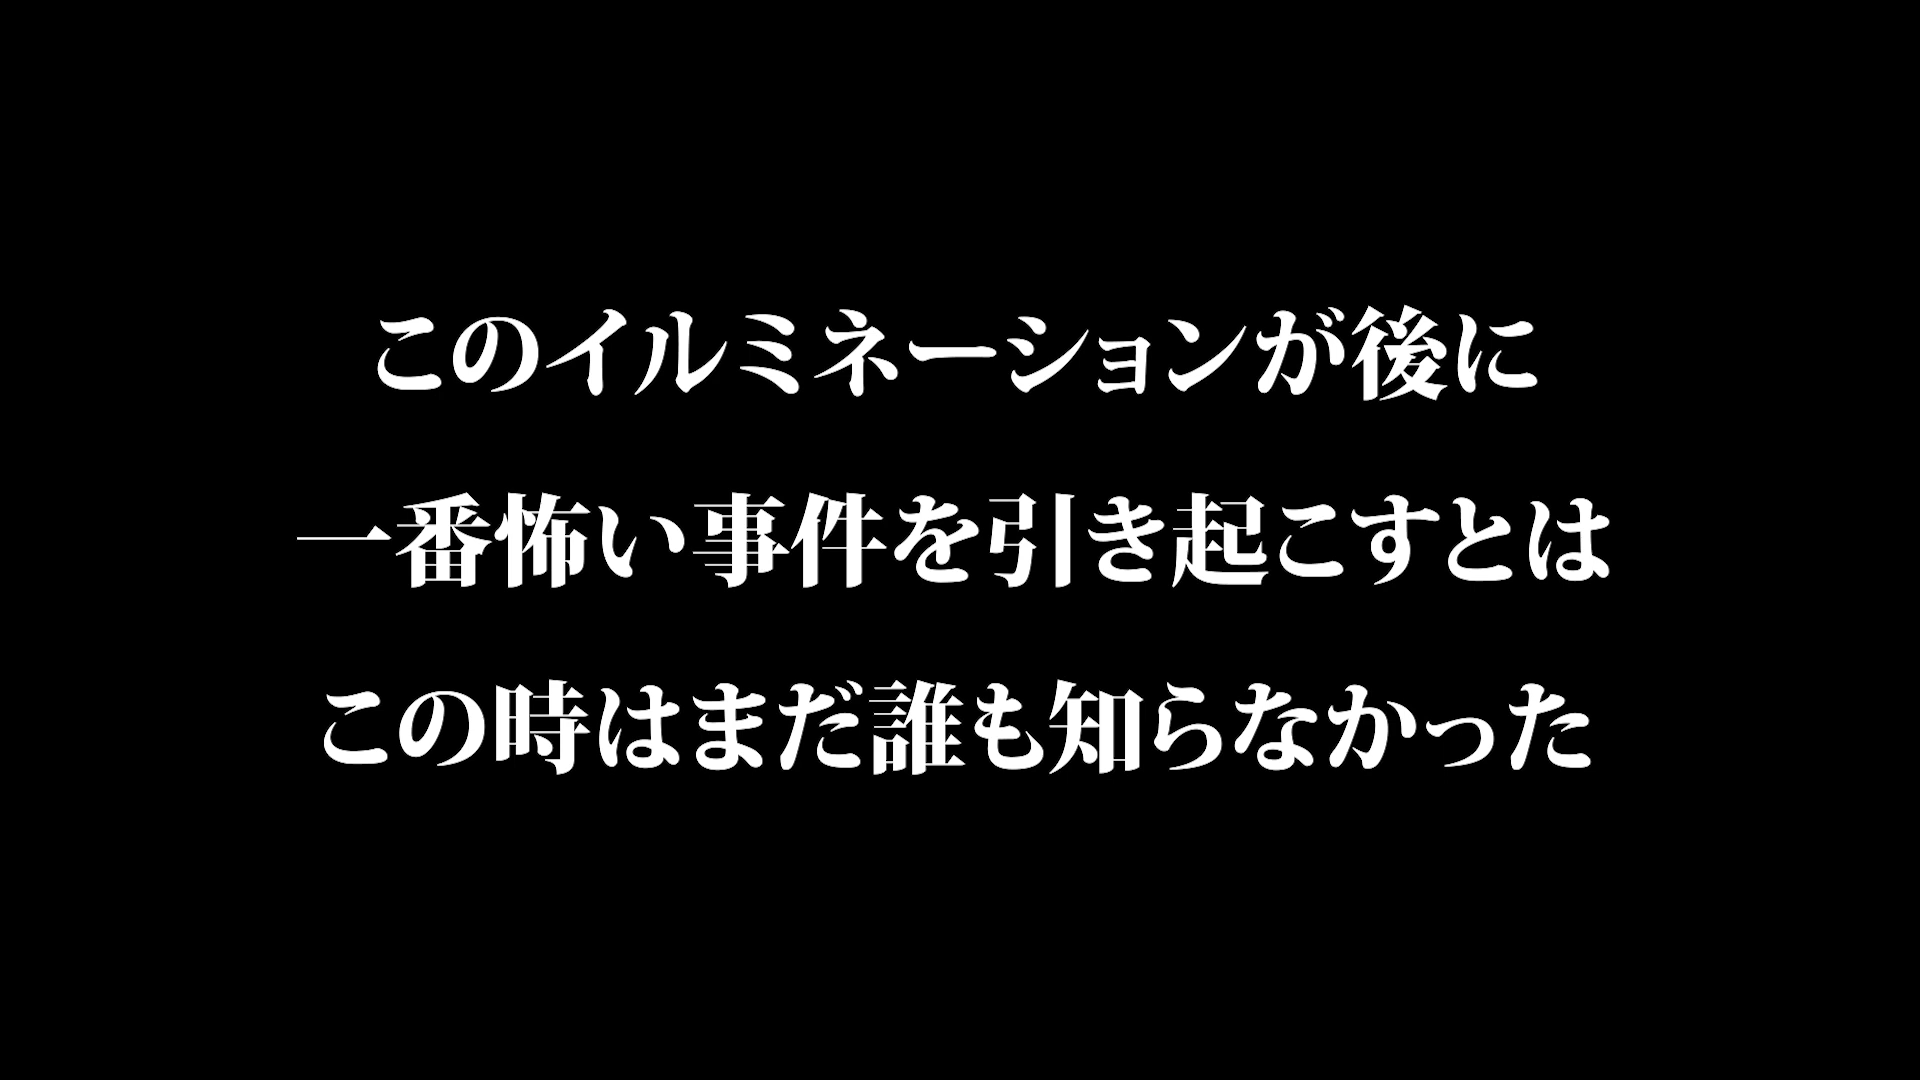 このイルミネーションが後に
一番怖い事件を引き起こすとは
この時はまだ誰も知らなかった